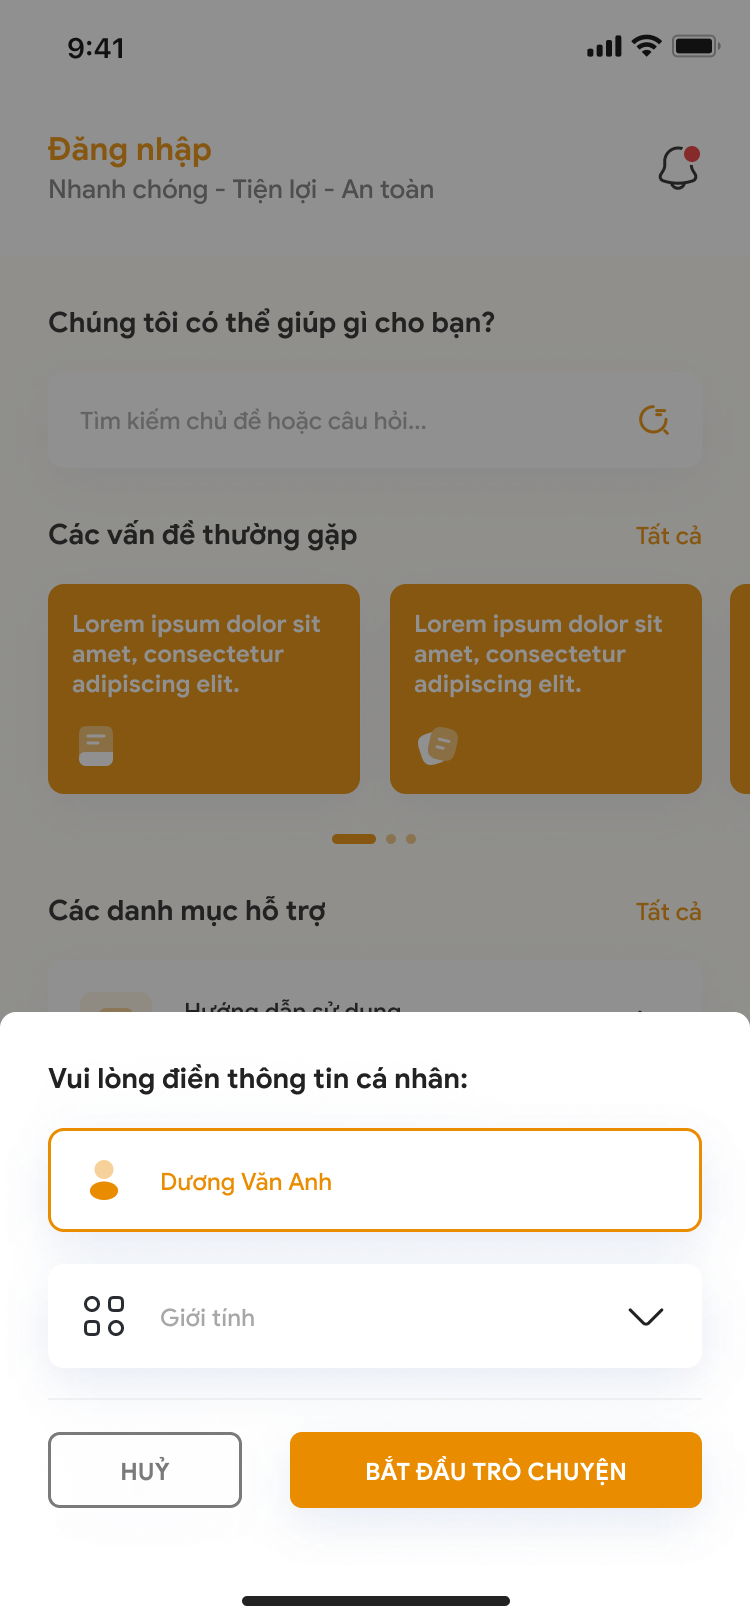 9:41
Đăng nhập
Nhanh chóng - Tiện lợi - An toàn
Chúng tôi có thể giúp gì cho bạn?
Tìm kiếm chủ đề hoặc câu hỏi...
Các vấn đề thường gặp
Tất cả
Lorem ipsum dolor sit
amet, consectetur
adipiscing elit.
Lorem ipsum dolor sit
amet, consectetur
adipiscing elit.
Các danh mục hỗ trợ
Tất cả
Hướng dẫn sử dụng
Vui lòng điền thông tin cá nhân:
Dương Văn Anh
Giới tính
HUỶ
BẮT ĐẦU TRÒ CHUYỆN